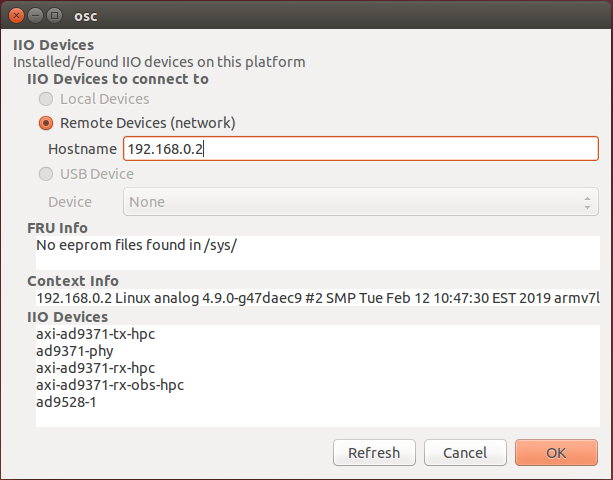 osc
IIO Devices
Installed/Found IIO devices on this platform
IIO Devices to connect to
Local Devices
Remote Devices (network)
Hostname 192.168.0.2
USB Device
Device None
FRU Info
No eeprom files found in /sys/
Context Info
192.168.0.2 Linux analog 4.9.0-g47daec9 #2 SMP Tue Feb 12 10:47:30 EST 2019 armv7l
IIO Devices
axi-ad9371-tx-hpc
ad9371-phy
axi-ad9371-rx-hpc
axi-ad9371-rx-obs-hpc
ad9528-1
Refresh Cancel OK